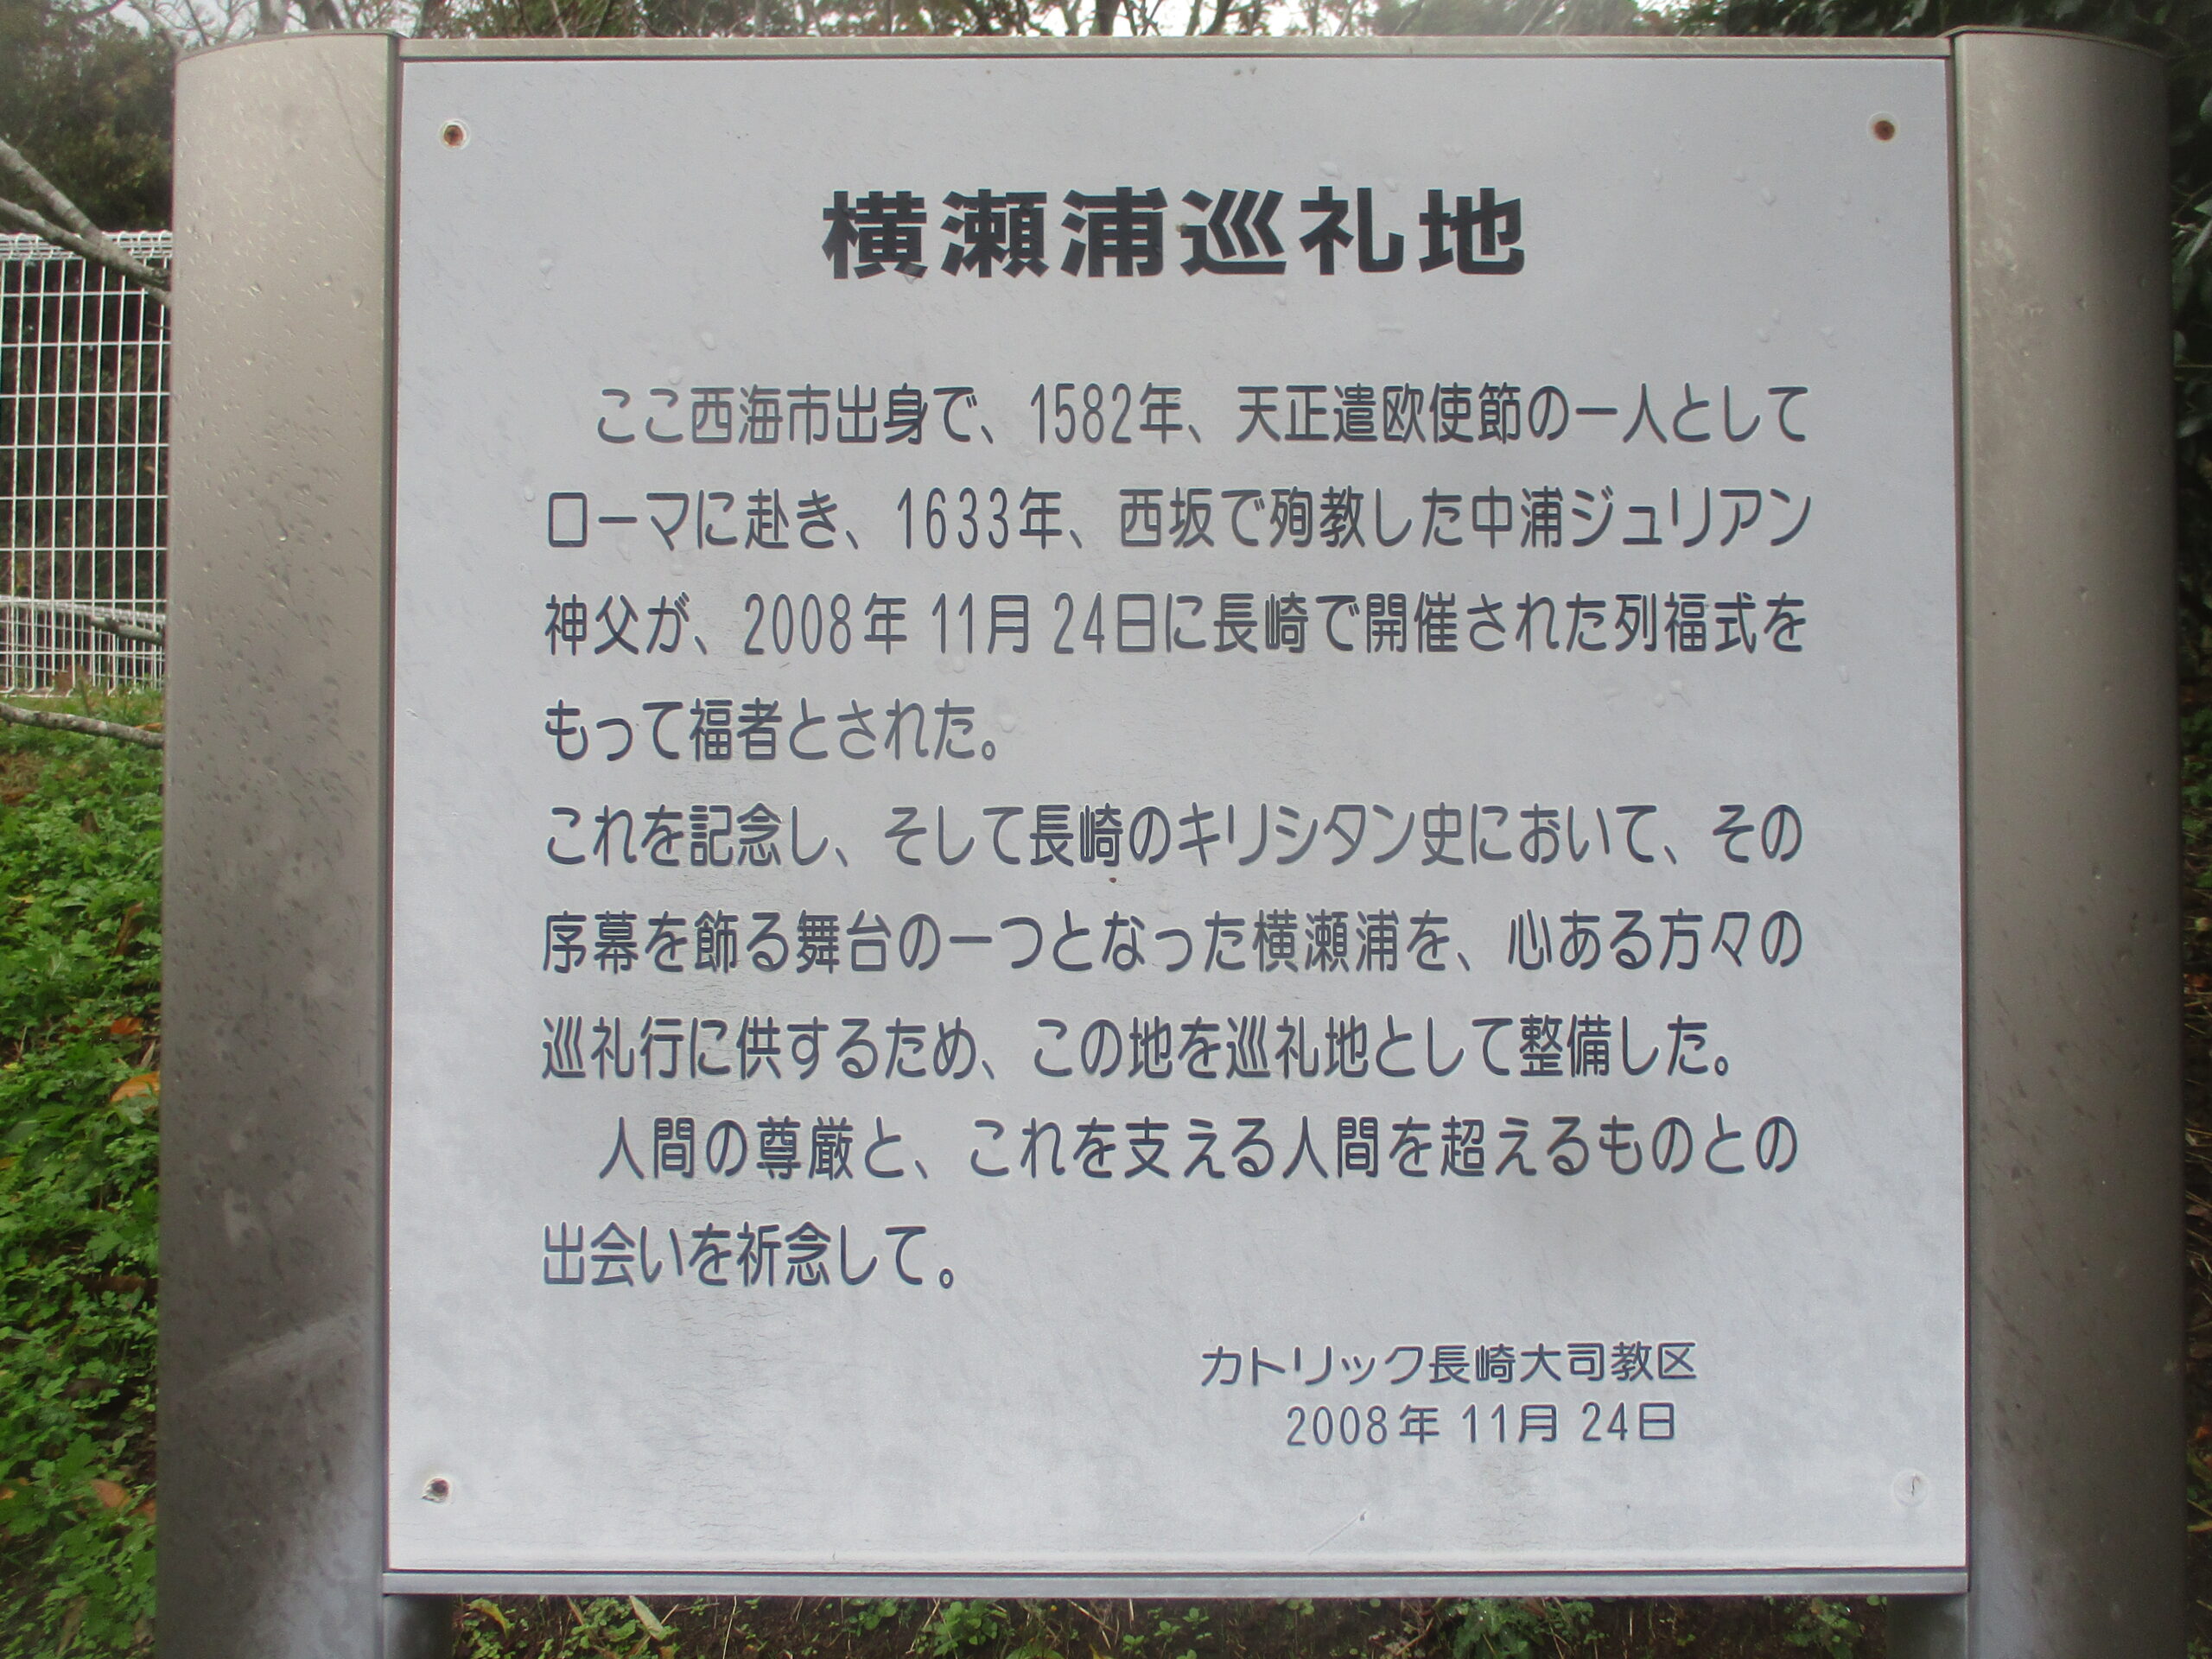 横瀬浦巡礼地
ここ西海市出身で、1582年、天正遣欧使節の一人として
ローマに赴き、1633年、西坂で殉教した中浦ジュリアン
神父が、2008年 11月 24日に長崎で開催された列福式を
もって福者とされた。
これを記念し、そして長崎のキリシタン史において、その
序幕を飾る舞台の一つとなった横瀬浦を、心ある方々の
巡礼行に供するため、この地を巡礼地として整備した。
人間の尊厳と、これを支える人間を超えるものとの
出会いを祈念して。
カトリック長崎大司教区
2008年 11月 24日